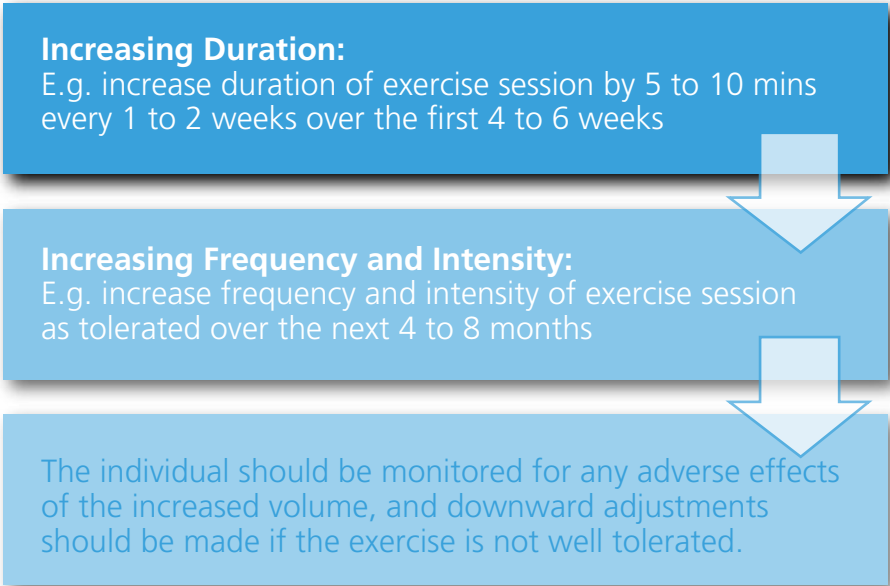 Increasing Duration:
E.g. increase duration of exercise session by 5 to 10 mins
every 1 to 2 weeks over the first 4 to 6 weeks
Increasing Frequency and Intensity:
E.g. increase frequency and intensity of exercise session
as tolerated over the next 4 to 8 months
The individual should be monitored for any adverse effects
of the increased volume, and downward adjustments
should be made if the exercise is not well tolerated.